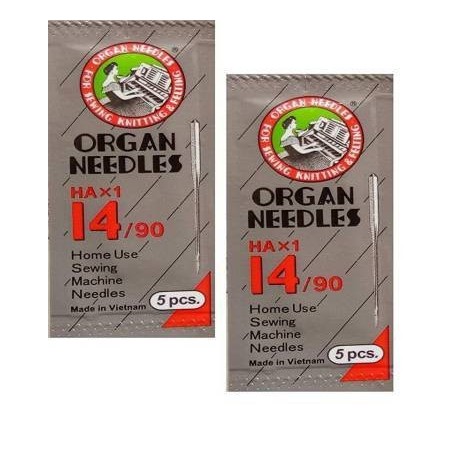 ORGAN NEEDLES ®
FOR SEWING KNITTING & FELTING
ORGAN
NEEDLES
HA×1
14/90
Home Use
Sewing
Machine
Needles
5 pcs.
Made in Vietnam
ORGAN NEEDLES ®
FOR SEWING KNITTING & FELTING
ORGAN
NEEDLES
HA×1
14/90
Home Use
Sewing
Machine
Needles
5 pcs.
Made in Vietnam